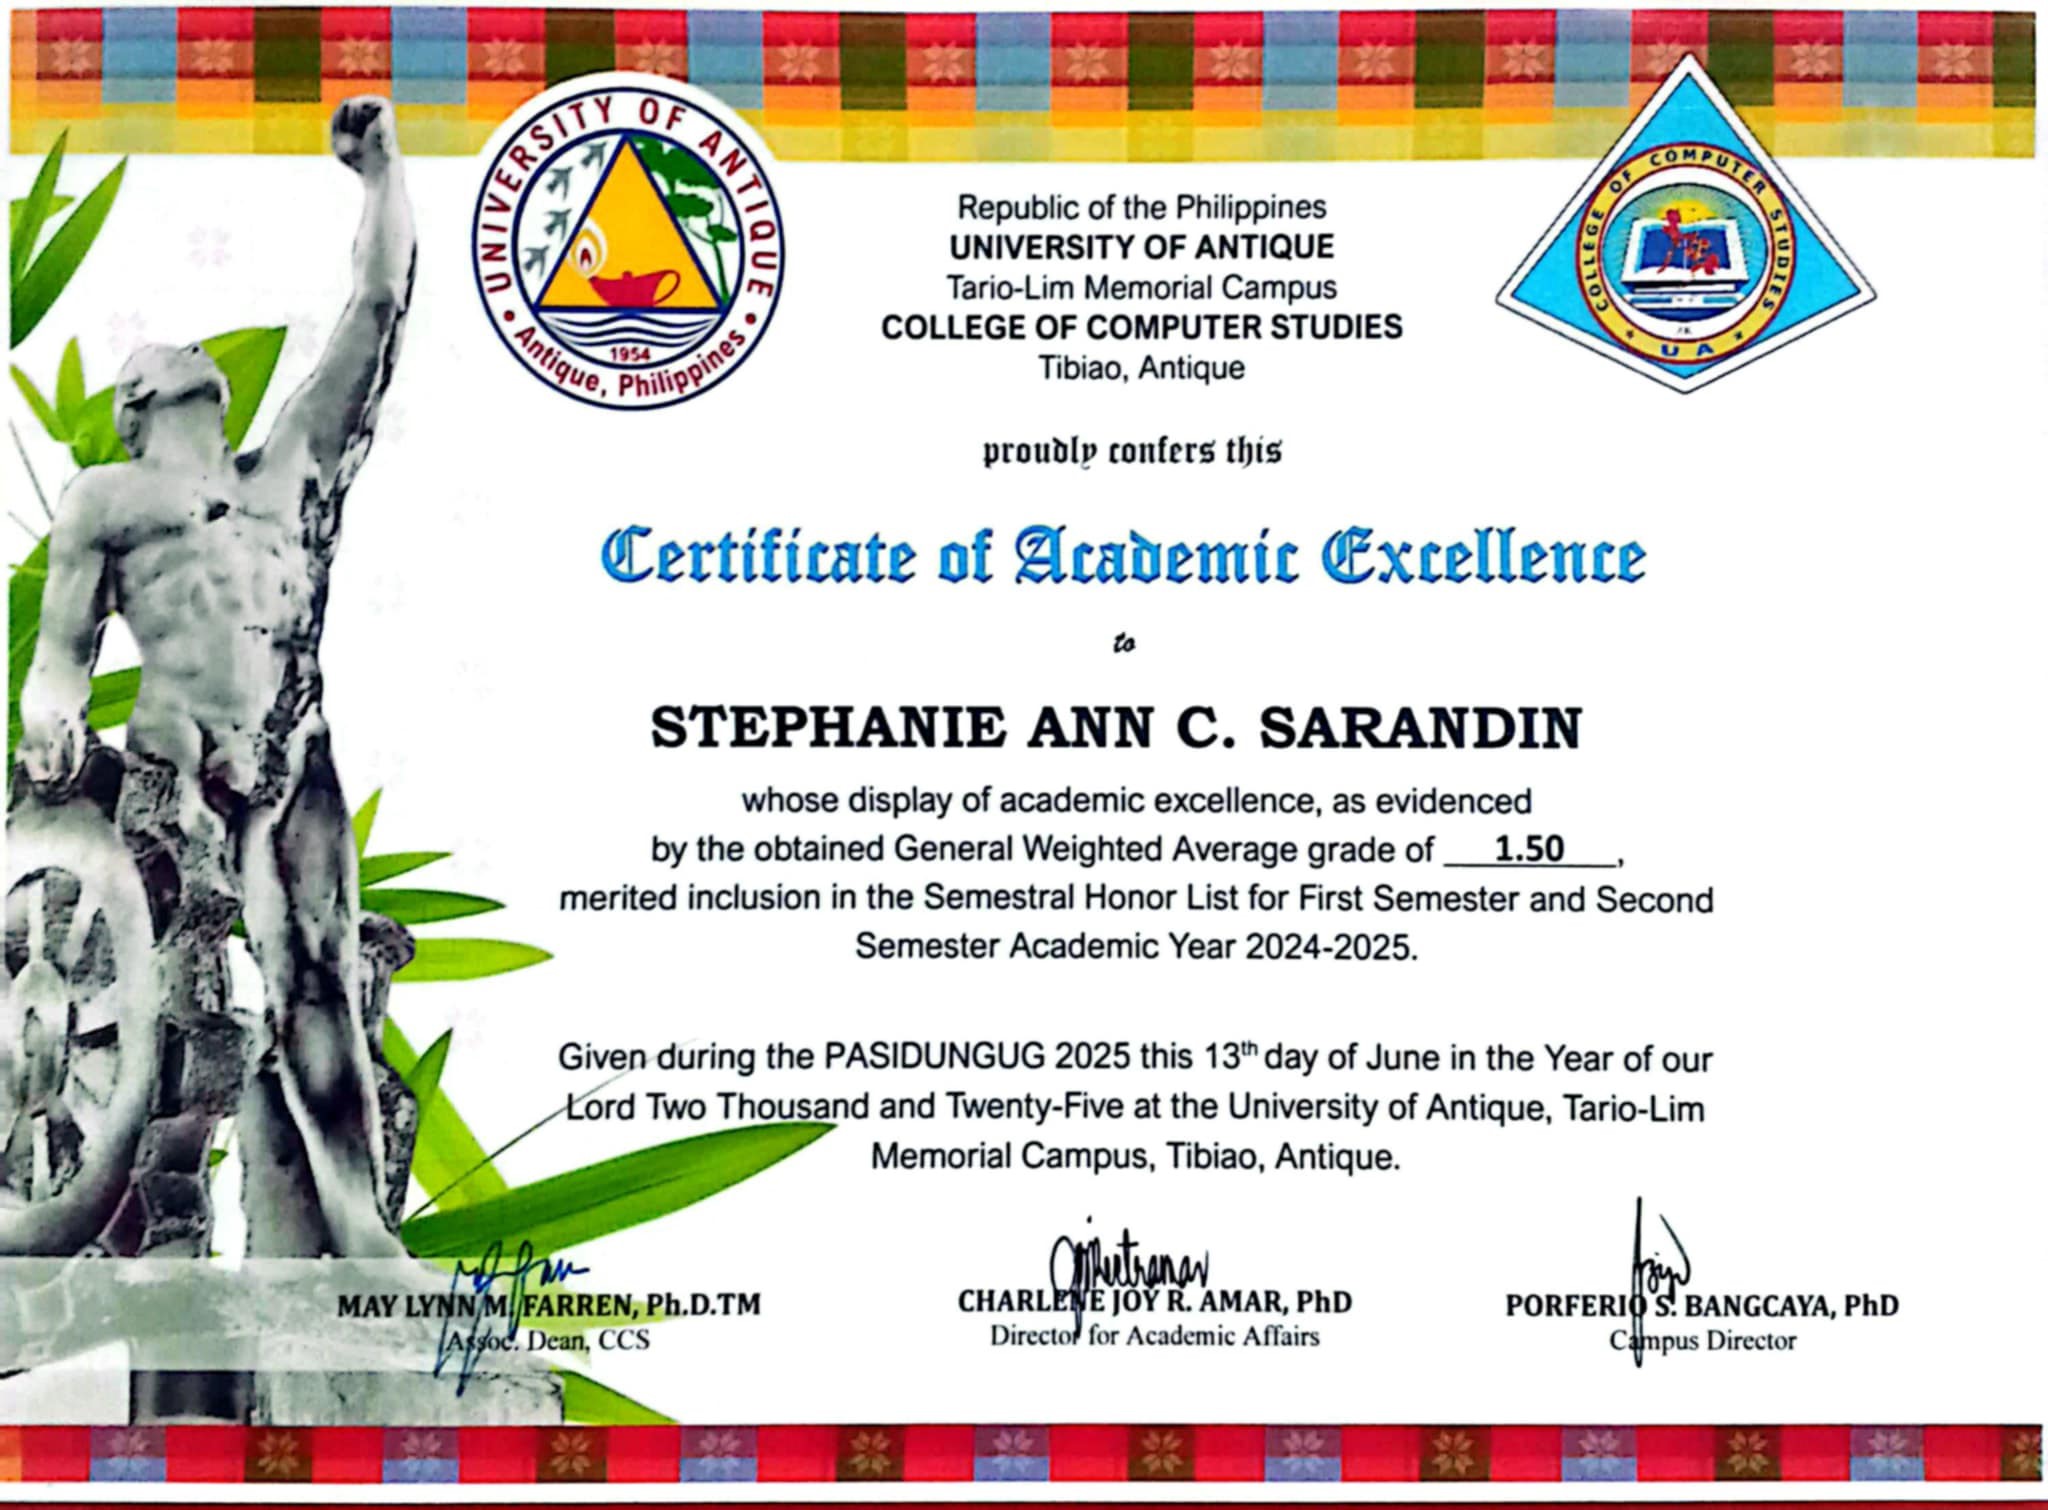 UNIVERSITY OF ANTIQUE
1954
Antique, Philippines
COLLEGE OF COMPUTER STUDIES
UA
Republic of the Philippines
UNIVERSITY OF ANTIQUE
Tario-Lim Memorial Campus
COLLEGE OF COMPUTER STUDIES
Tibiao, Antique
proudly confers this
Certificate of Academic Excellence
to
STEPHANIE ANN C. SARANDIN
whose display of academic excellence, as evidenced
by the obtained General Weighted Average grade of 1.50,
merited inclusion in the Semestral Honor List for First Semester and Second
Semester Academic Year 2024-2025.
Given during the PASIDUNGUG 2025 this 13th day of June in the Year of our
Lord Two Thousand and Twenty-Five at the University of Antique, Tario-Lim
Memorial Campus, Tibiao, Antique.
MAY LYNN M. FARREN, Ph.D.TM
Assoc. Dean, CCS
CHARLENE JOY R. AMAR, PhD
Director for Academic Affairs
PORFERIO S. BANGCAYA, PhD
Campus Director